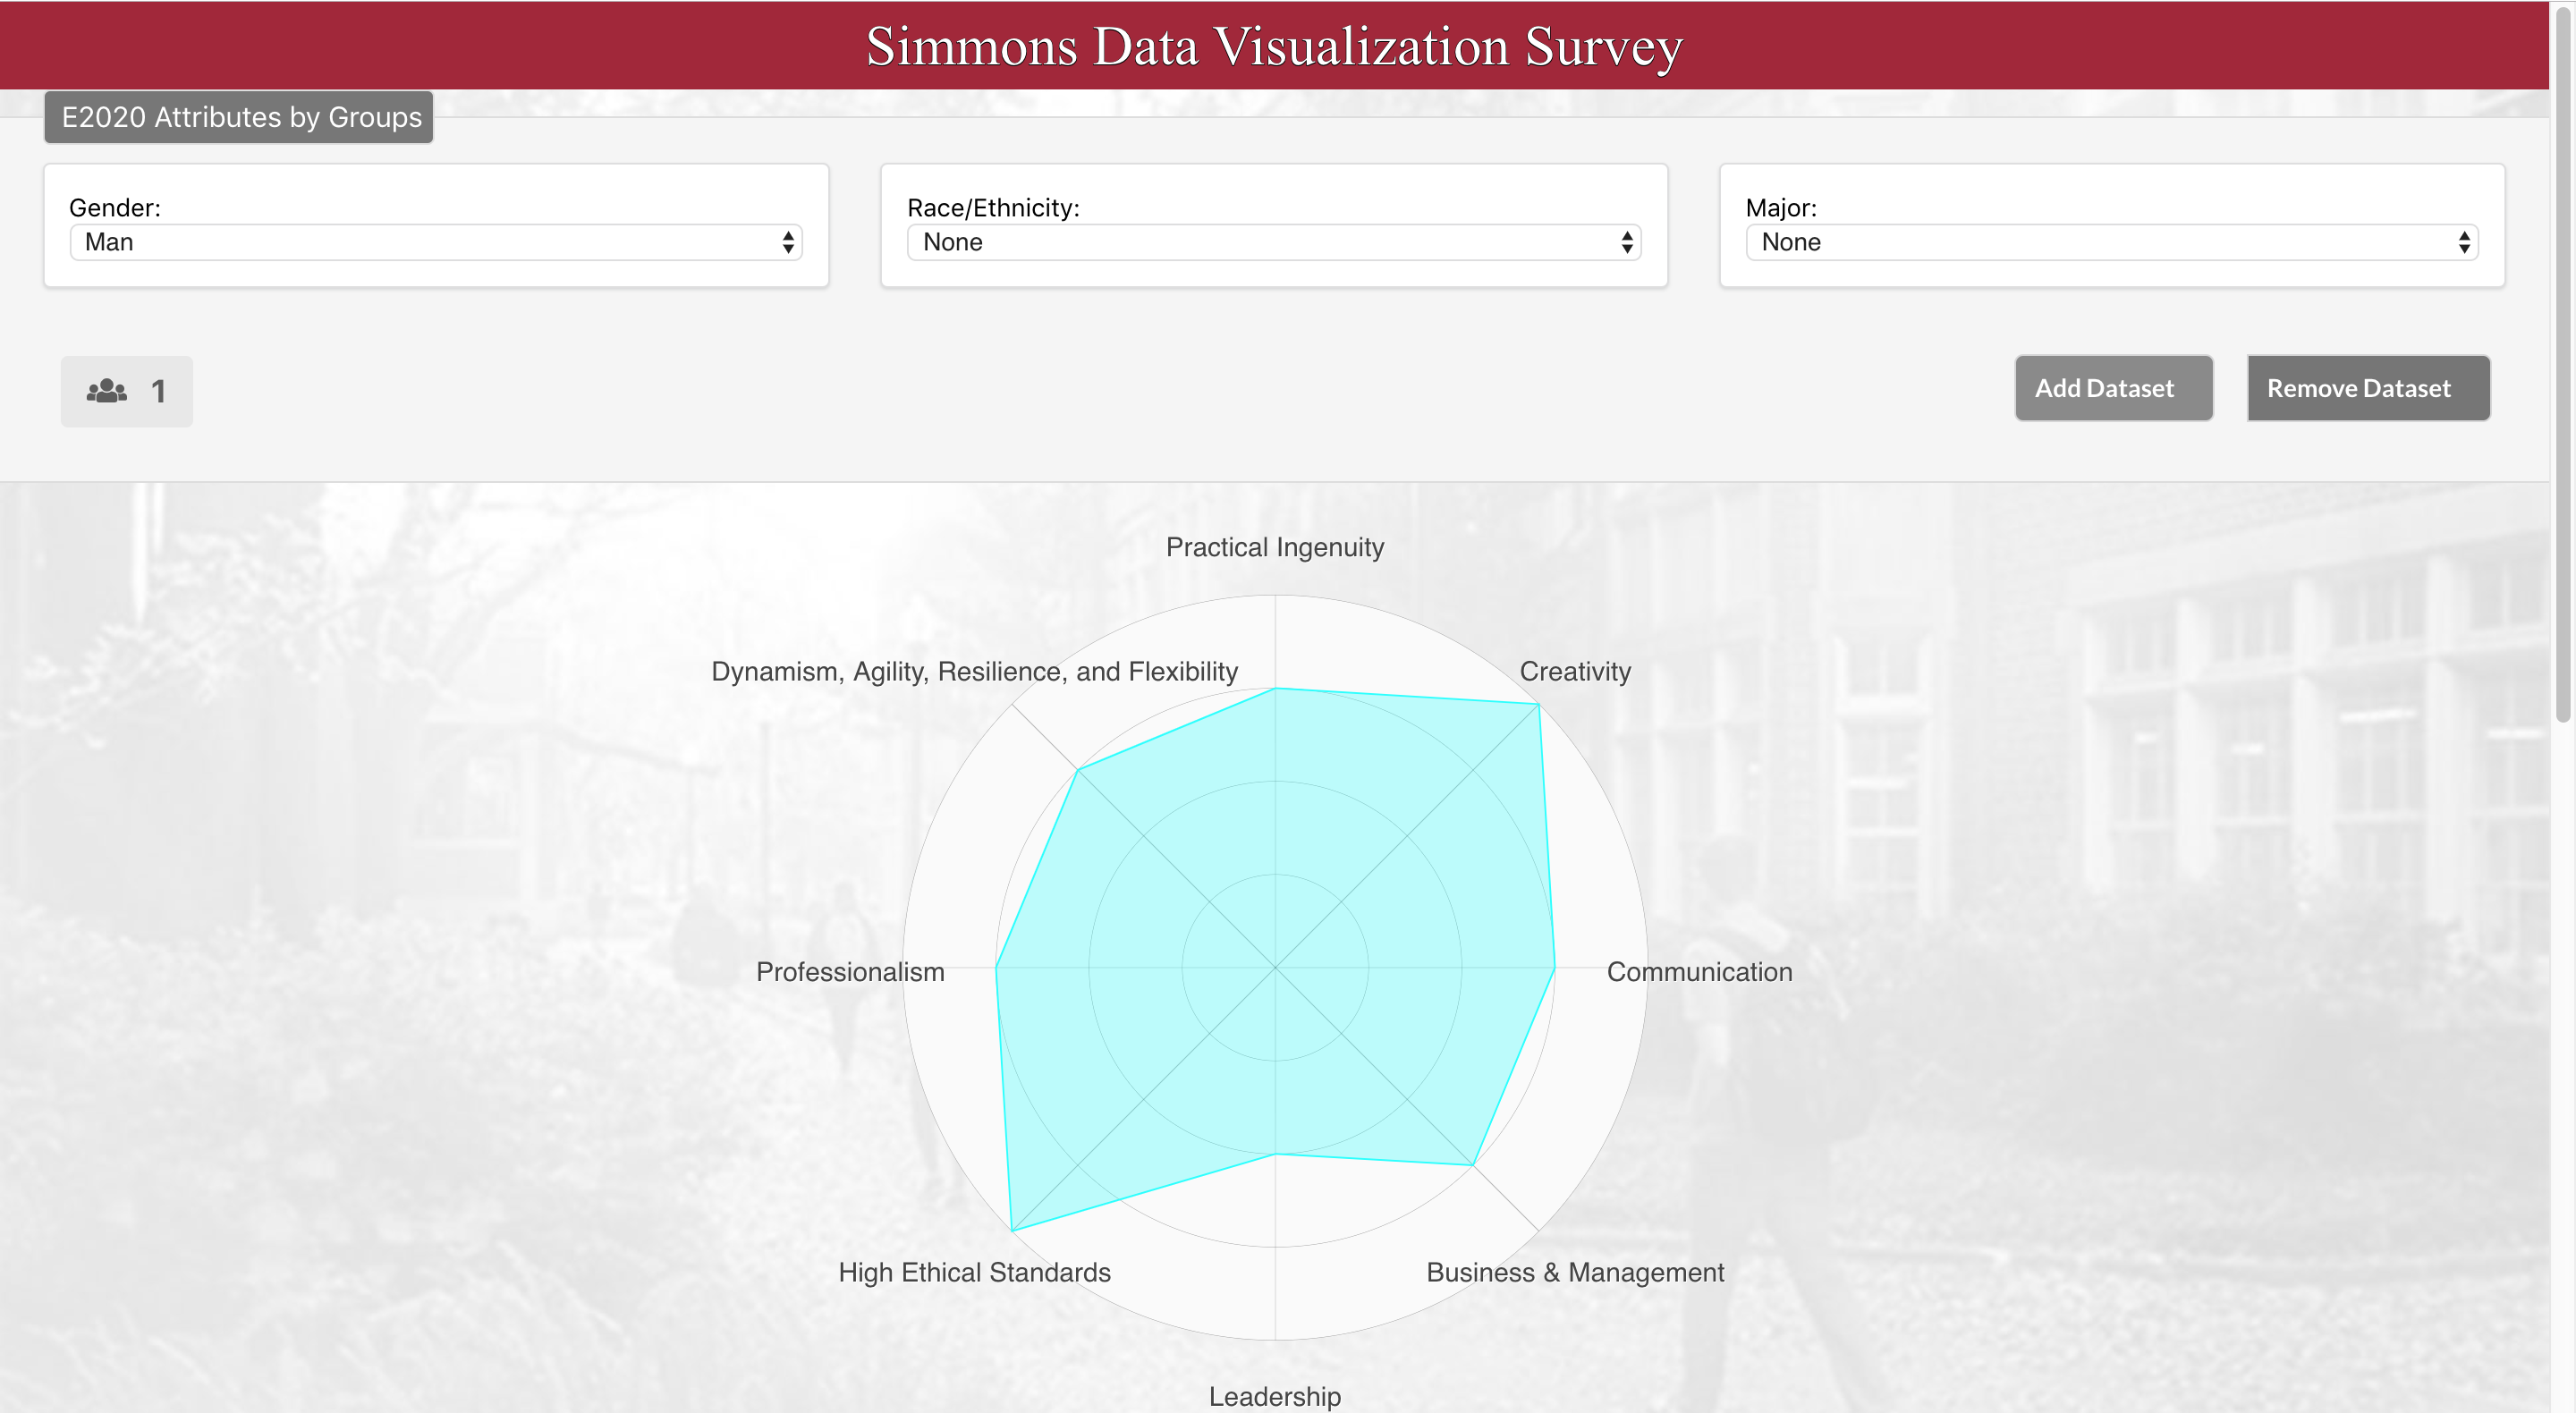 Simmons Data Visualization Survey
E2020 Attributes by Groups
Gender:
Man
Race/Ethnicity:
None
Major:
None
1
Add Dataset
Remove Dataset
Practical Ingenuity
Dynamism, Agility, Resilience, and Flexibility
Creativity
Professionalism
Communication
High Ethical Standards
Business & Management
Leadership